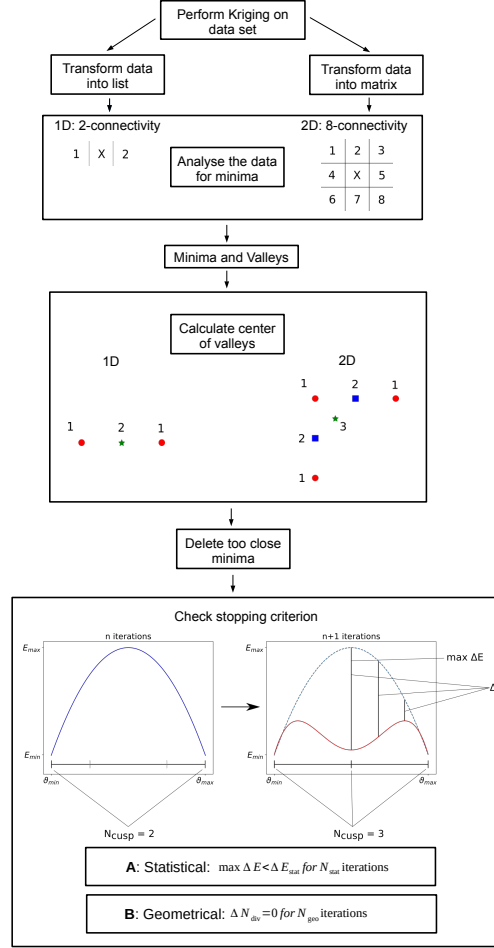 Perform Kriging on
data set
Transform data
into list
Transform data
into matrix
1D: 2-connectivity
2D: 8-connectivity
1 X 2
1 2 3
4 X 5
6 7 8
Analyse the data
for minima
Minima and Valleys
Calculate center
of valleys
1D
2D
1 2 1
1 2 1
3
2
1
Delete too close
minima
Check stopping criterion
n iterations
n+1 iterations
E_max
E_min
ϑ_min
ϑ_max
N_cusp = 2
E_max
E_min
ϑ_min
ϑ_max
max ΔE
Δ
N_cusp = 3
A: Statistical: max Δ E < Δ E_stat for N_stat iterations
B: Geometrical: Δ N_div = 0 for N_geo iterations